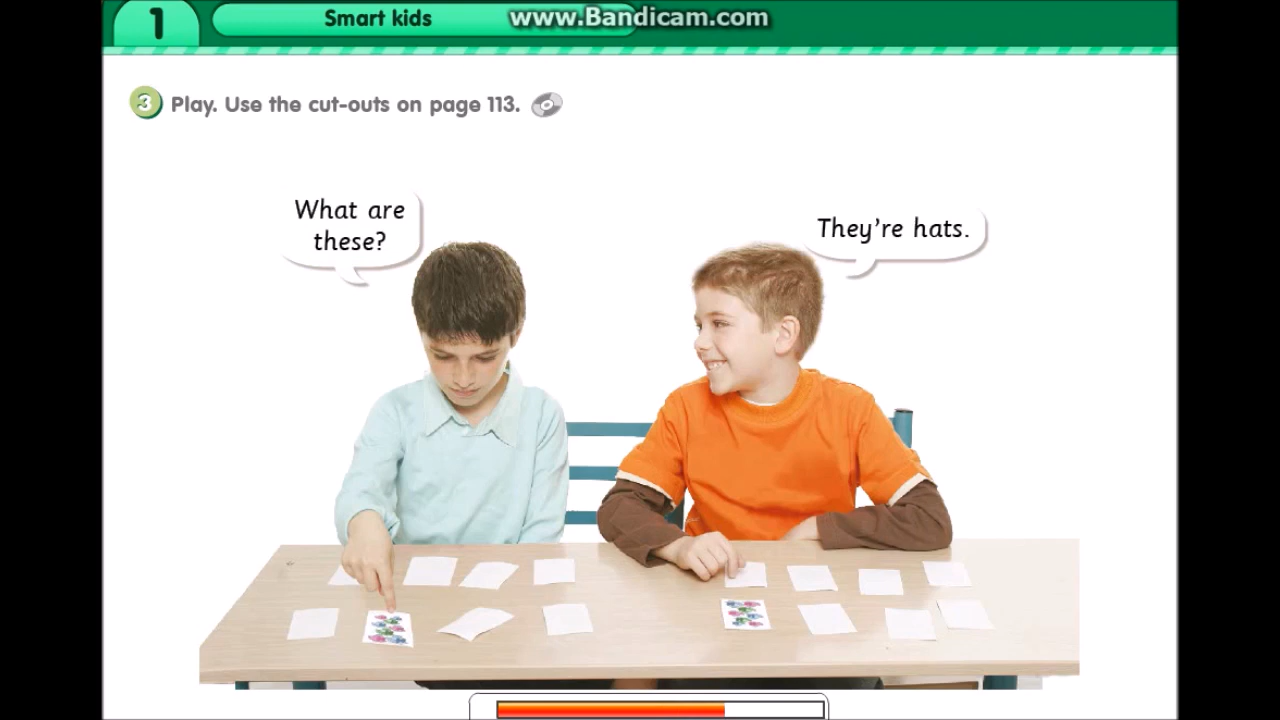 1
Smart kids
www.Bandicam.com
3 Play. Use the cut-outs on page 113.
What are
these?
They're hats.